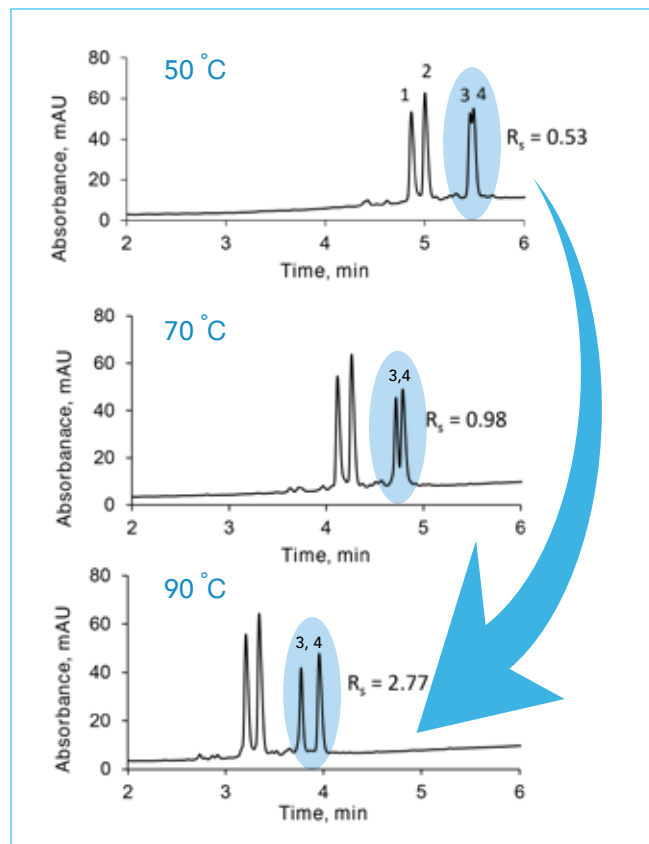 50 °C
80
60
40
20
0
Absorbance, mAU
1
2
3 4
Rs = 0.53
2 3 4 5 6
Time, min
70 °C
80
60
40
20
0
Absorbanace, mAU
3,4
Rs = 0.98
2 3 4 5 6
Time, min
90 °C
80
60
40
20
0
Absorbance, mAU
3, 4
Rs = 2.77
2 3 4 5 6
Time, min